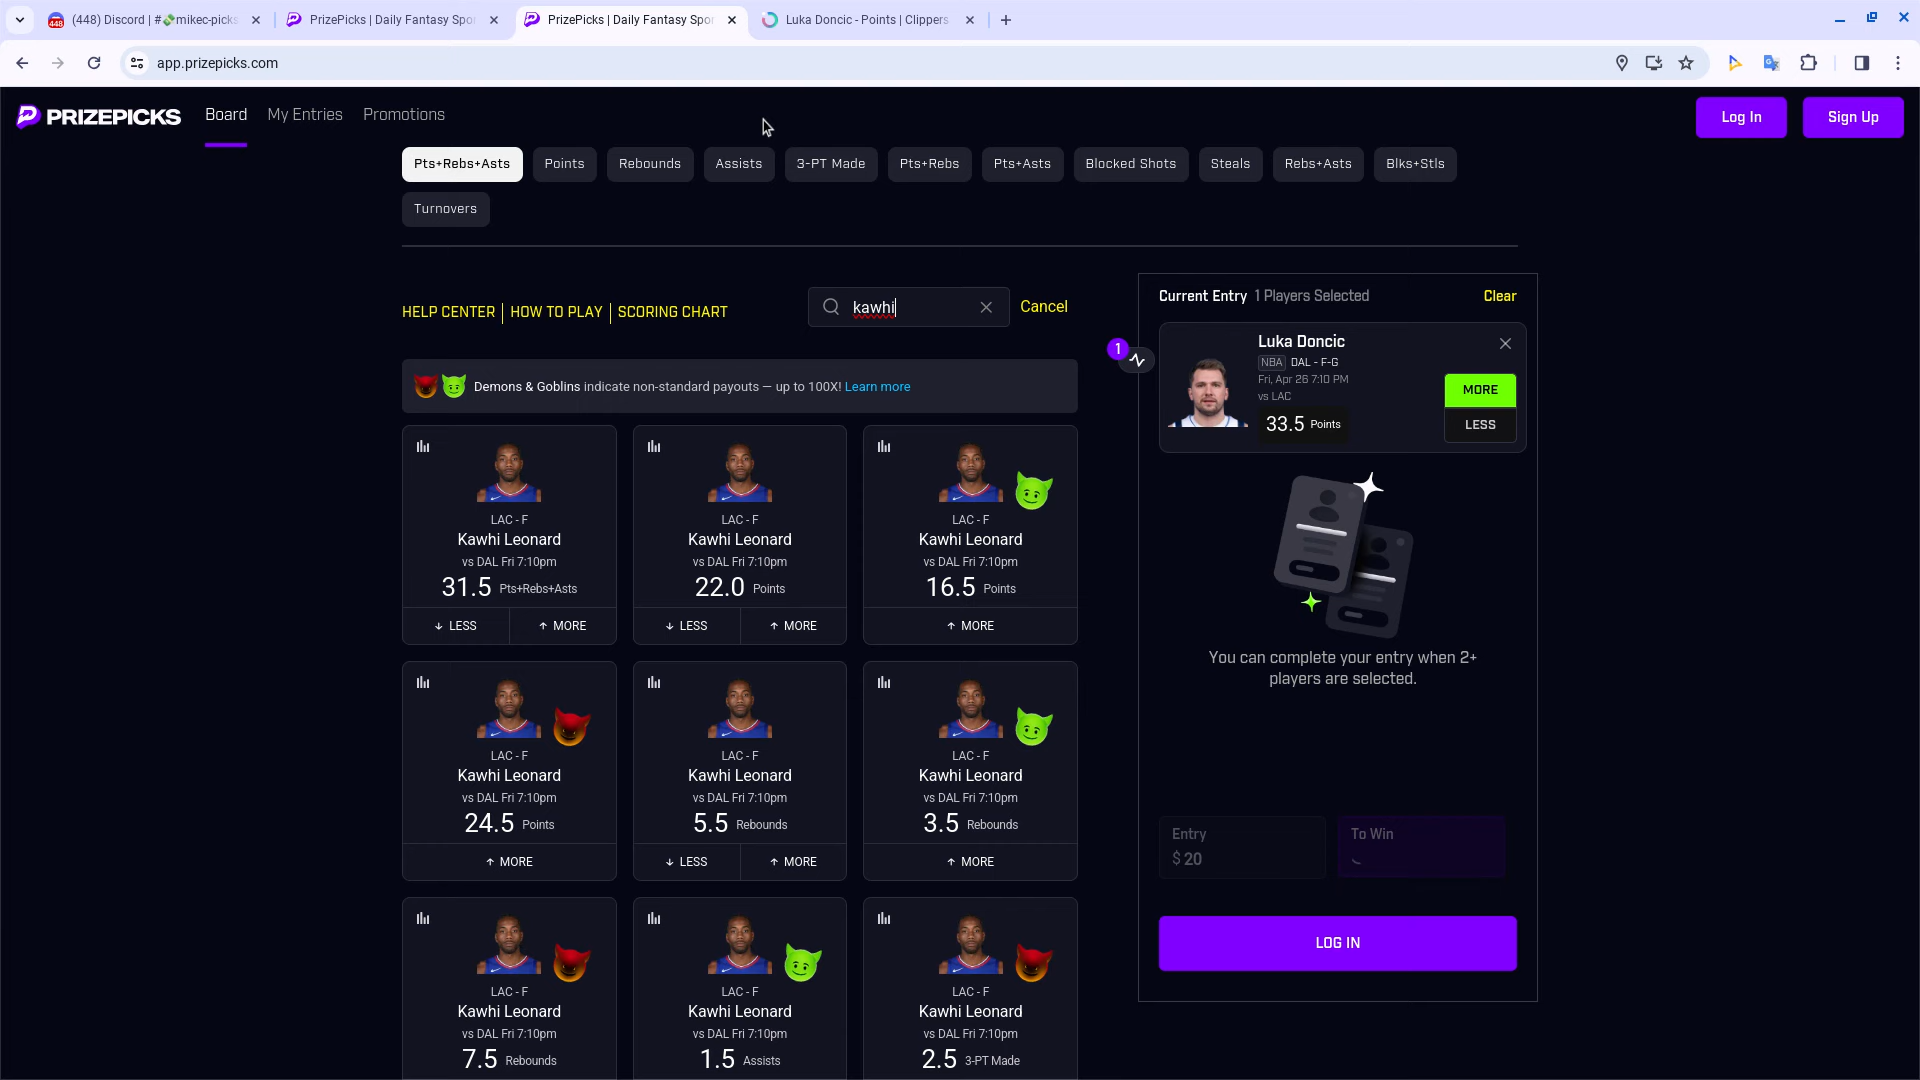 (448) Discord | #💸mikec-picks
PrizePicks | Daily Fantasy Spor
PrizePicks | Daily Fantasy Spor
Luka Doncic - Points | Clippers
app.prizepicks.com
PRIZEPICKS
Board
My Entries
Promotions
Log In
Sign Up
Pts+Rebs+Asts
Points
Rebounds
Assists
3-PT Made
Pts+Rebs
Pts+Asts
Blocked Shots
Steals
Rebs+Asts
Blks+Stls
Turnovers
HELP CENTER | HOW TO PLAY | SCORING CHART
kawhi
Cancel
Demons & Goblins indicate non-standard payouts — up to 100X! Learn more
LAC - F
Kawhi Leonard
vs DAL Fri 7:10pm
31.5 Pts+Rebs+Asts
LESS
MORE
LAC - F
Kawhi Leonard
vs DAL Fri 7:10pm
22.0 Points
LESS
MORE
LAC - F
Kawhi Leonard
vs DAL Fri 7:10pm
16.5 Points
MORE
LAC - F
Kawhi Leonard
vs DAL Fri 7:10pm
24.5 Points
MORE
LAC - F
Kawhi Leonard
vs DAL Fri 7:10pm
5.5 Rebounds
LESS
MORE
LAC - F
Kawhi Leonard
vs DAL Fri 7:10pm
3.5 Rebounds
MORE
LAC - F
Kawhi Leonard
vs DAL Fri 7:10pm
7.5 Rebounds
LAC - F
Kawhi Leonard
vs DAL Fri 7:10pm
1.5 Assists
LAC - F
Kawhi Leonard
vs DAL Fri 7:10pm
2.5 3-PT Made
Current Entry 1 Players Selected
Clear
1
Luka Doncic
NBA DAL - F-G
Fri, Apr 26 7:10 PM
vs LAC
33.5 Points
MORE
LESS
You can complete your entry when 2+
players are selected.
Entry
$ 20
To Win
LOG IN